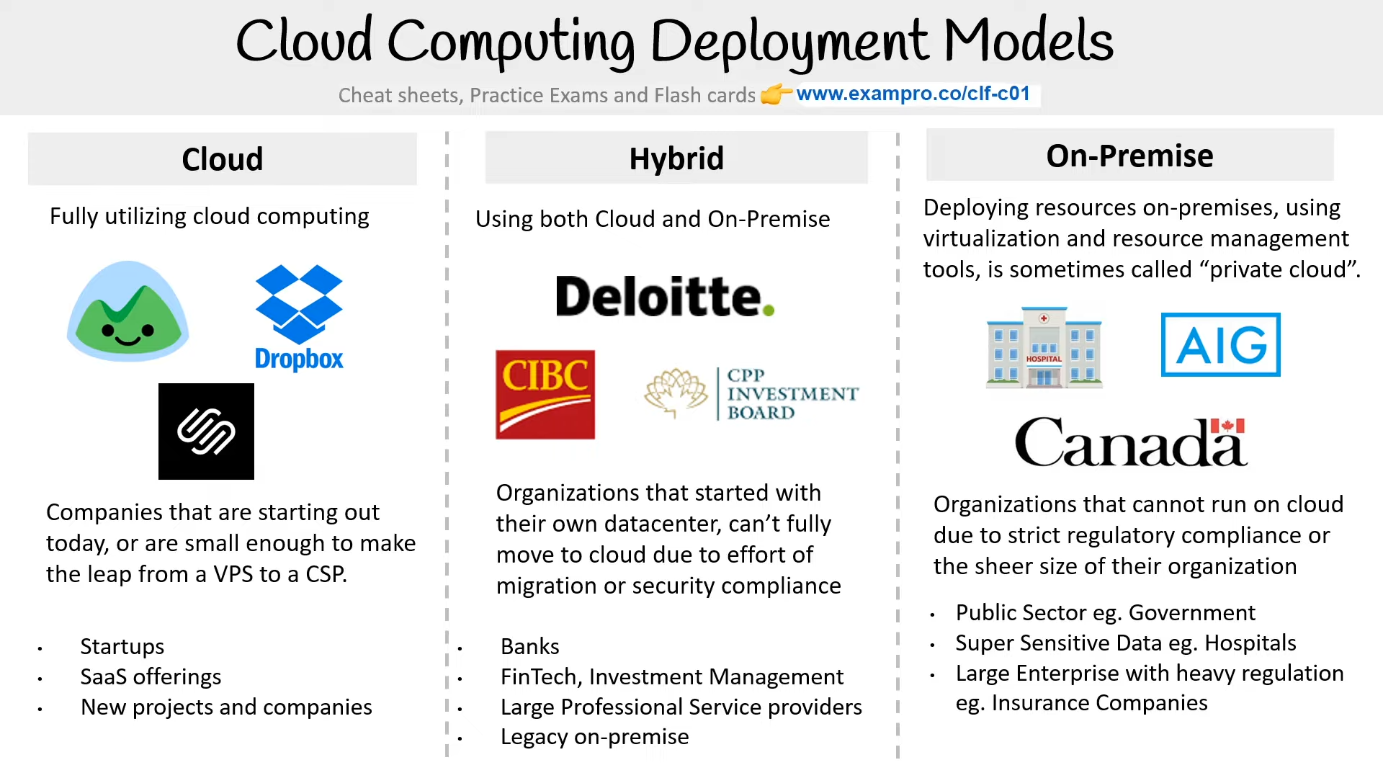 Cloud Computing Deployment Models
Cheat sheets, Practice Exams and Flash cards 👉 www.exampro.co/clf-c01
Cloud
Fully utilizing cloud computing
Dropbox
Companies that are starting out
today, or are small enough to make
the leap from a VPS to a CSP.
• Startups
• SaaS offerings
• New projects and companies
Hybrid
Using both Cloud and On-Premise
Deloitte.
CIBC
CPP
INVESTMENT
BOARD
Organizations that started with
their own datacenter, can’t fully
move to cloud due to effort of
migration or security compliance
• Banks
• FinTech, Investment Management
• Large Professional Service providers
• Legacy on-premise
On-Premise
Deploying resources on-premises, using
virtualization and resource management
tools, is sometimes called “private cloud”.
HOSPITAL
AIG
Canada
Organizations that cannot run on cloud
due to strict regulatory compliance or
the sheer size of their organization
• Public Sector eg. Government
• Super Sensitive Data eg. Hospitals
• Large Enterprise with heavy regulation
eg. Insurance Companies